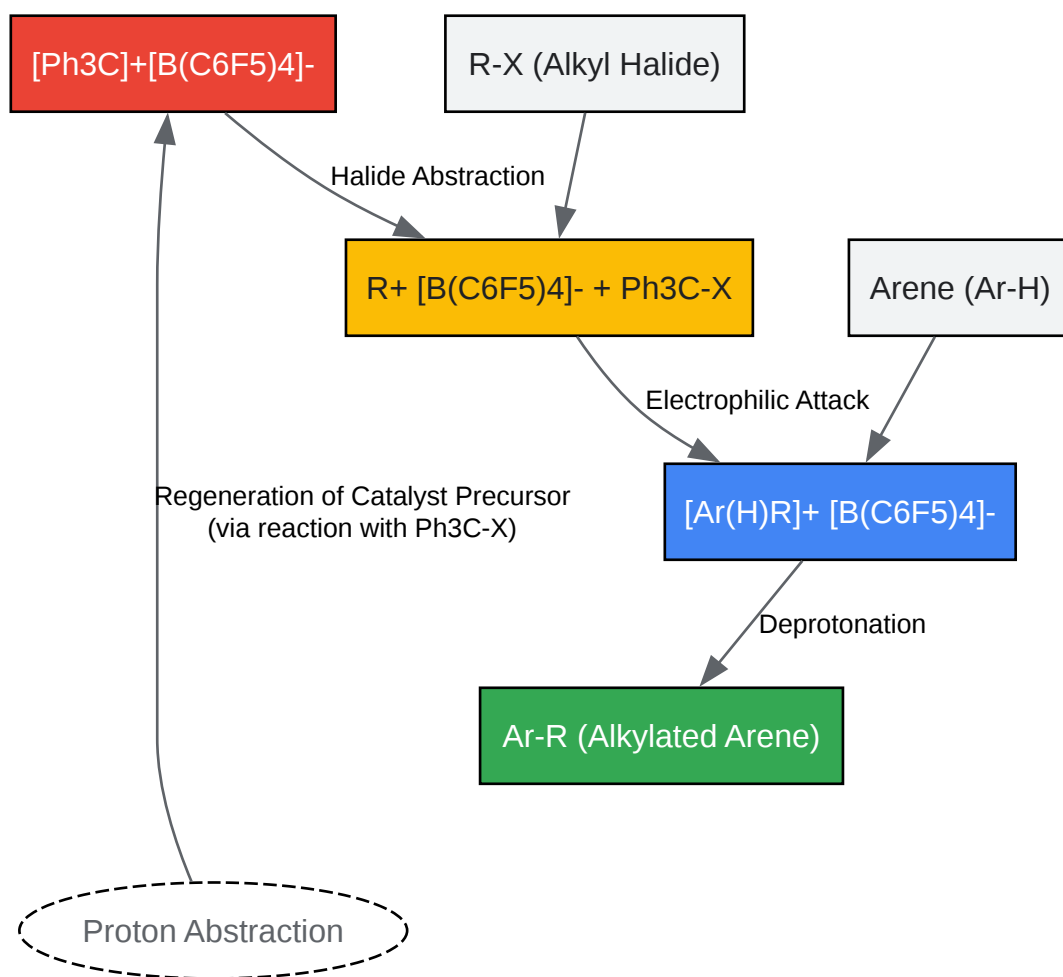 [Ph3C]+[B(C6F5)4]-
R-X (Alkyl Halide)
Halide Abstraction
R+ [B(C6F5)4]- + Ph3C-X
Arene (Ar-H)
Electrophilic Attack
Regeneration of Catalyst Precursor
(via reaction with Ph3C-X)
[Ar(H)R]+ [B(C6F5)4]-
Deprotonation
Ar-R (Alkylated Arene)
Proton Abstraction